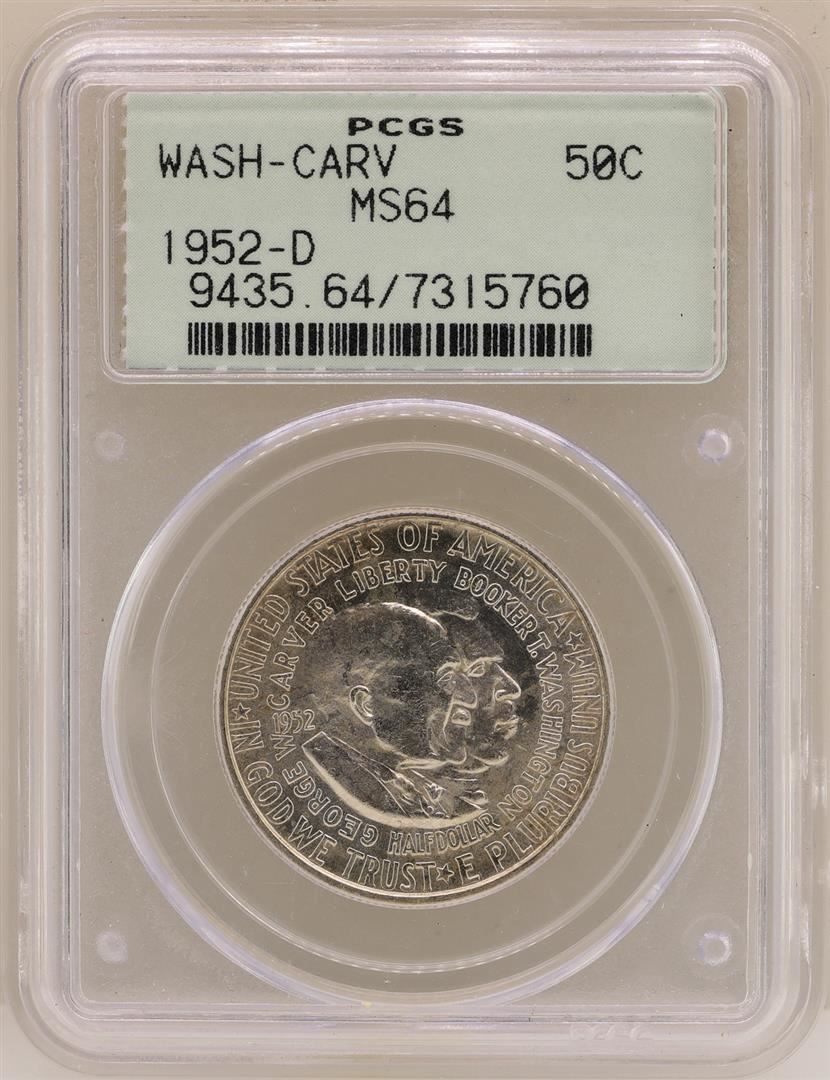 PCGS
WASH-CARV 50C
MS64
1952-D
9435.64/7315760
UNITED STATES OF AMERICA ★ E PLURIBUS UNUM ★ IN GOD WE TRUST ★
GEORGE W. CARVER LIBERTY BOOKER T. WASHINGTON
1952
HALF DOLLAR